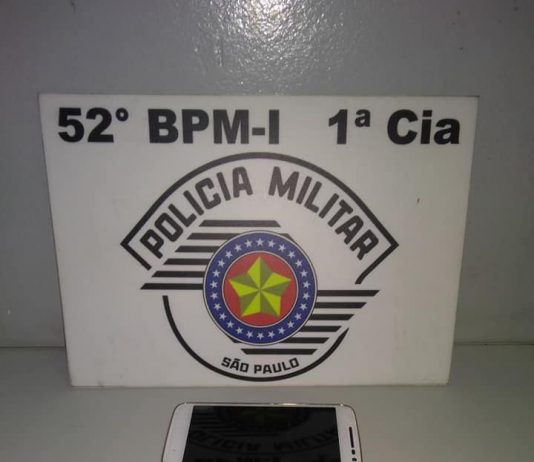 52° BPM-I 1ª Cia
POLICIA MILITAR
SÃO PAULO